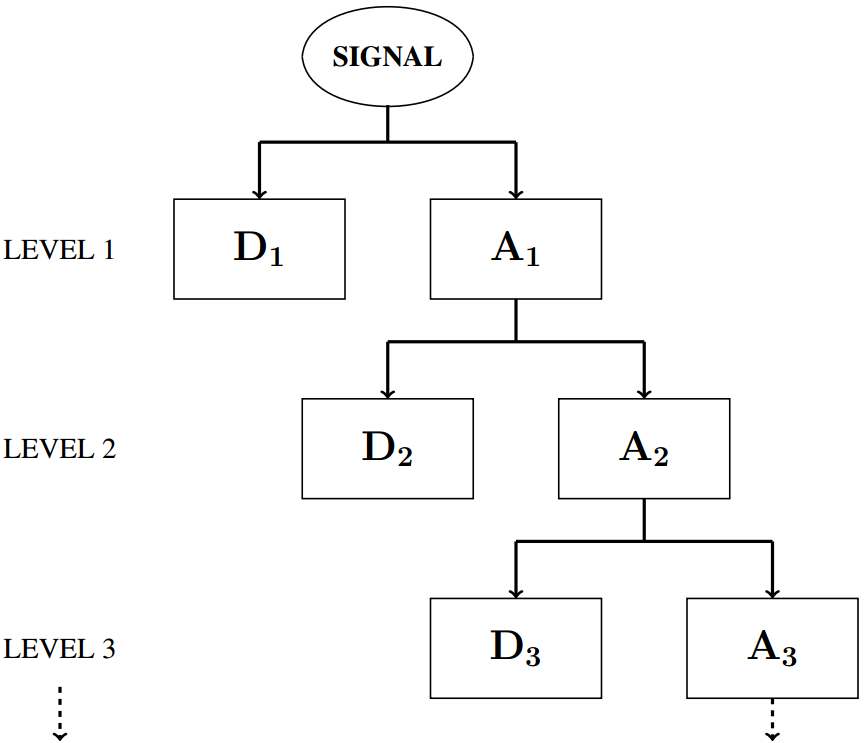 SIGNAL
LEVEL 1 D₁ A₁
LEVEL 2 D₂ A₂
LEVEL 3 D₃ A₃